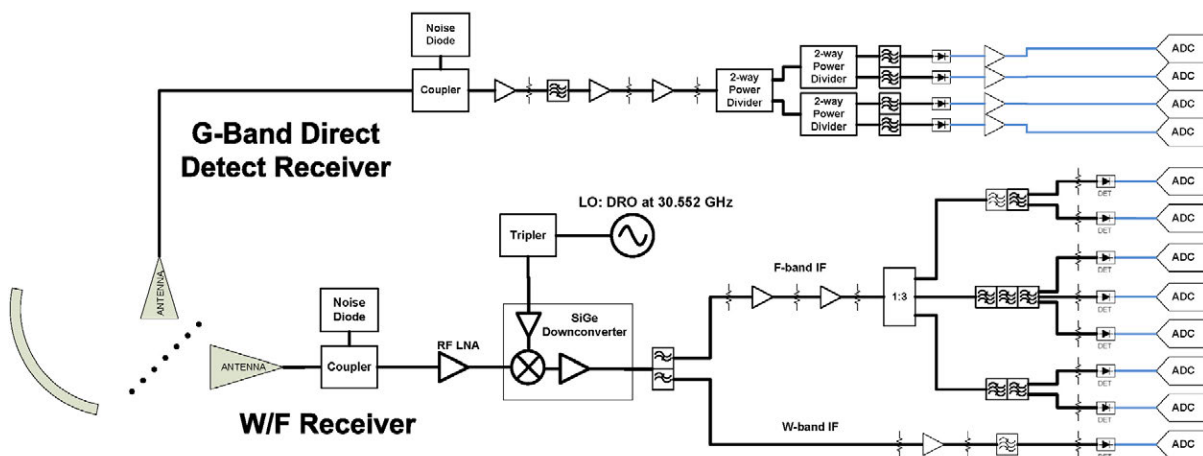 Noise
Diode
Coupler
2-way
Power
Divider
2-way
Power
Divider
2-way
Power
Divider
ADC
ADC
ADC
ADC
G-Band Direct
Detect Receiver
ANTENNA
LO: DRO at 30.552 GHz
Tripler
SiGe
Downconverter
Noise
Diode
ANTENNA
Coupler
RF LNA
W/F Receiver
F-band IF
1:3
W-band IF
DET
ADC
DET
ADC
DET
ADC
DET
ADC
DET
ADC
DET
ADC
DET
ADC
DET
ADC